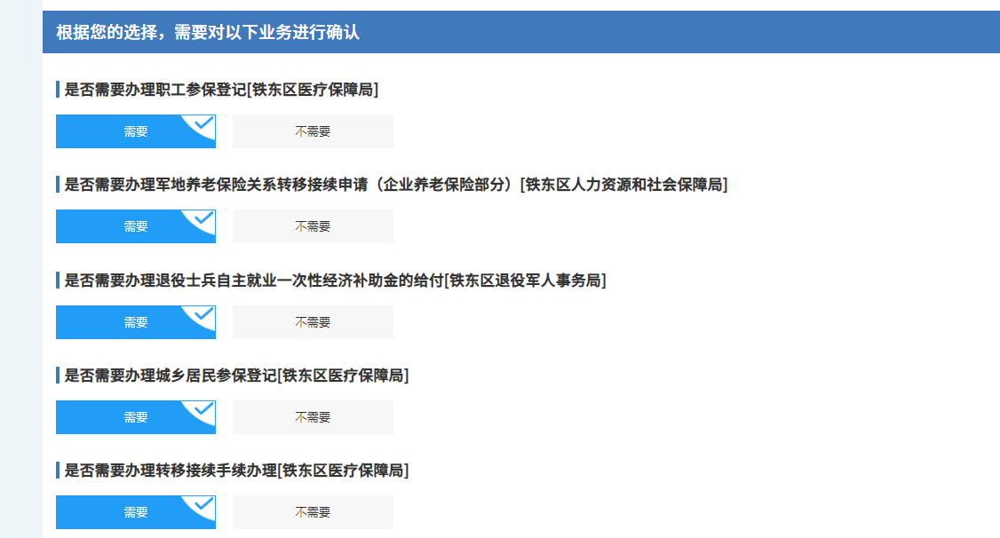 根据您的选择，需要对以下业务进行确认
是否需要办理职工参保登记[铁东区医疗保障局]
需要 不需要
是否需要办理军地养老保险关系转移接续申请（企业养老保险部分）[铁东区人力资源和社会保障局]
需要 不需要
是否需要办理退役士兵自主就业一次性经济补助金的给付[铁东区退役军人事务局]
需要 不需要
是否需要办理城乡居民参保登记[铁东区医疗保障局]
需要 不需要
是否需要办理转移接续手续办理[铁东区医疗保障局]
需要 不需要